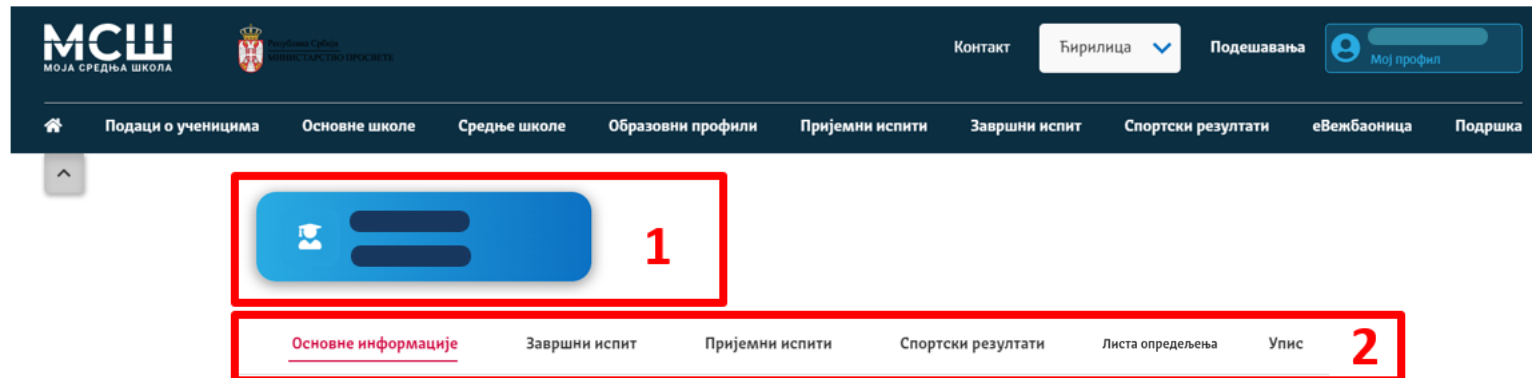 МСШ
МОЈА СРЕДЊА ШКОЛА
Република Србија
МИНИСТАРСТВО ПРОСВЕТЕ
Контакт
Ћирилица
Подешавања
Мој профил
Подаци о ученицима
Основне школе
Средње школе
Образовни профили
Пријемни испити
Завршни испит
Спортски резултати
еВежбаоница
Подршка
1
Основне информације
Завршни испит
Пријемни испити
Спортски резултати
Листа опредељења
Упис
2